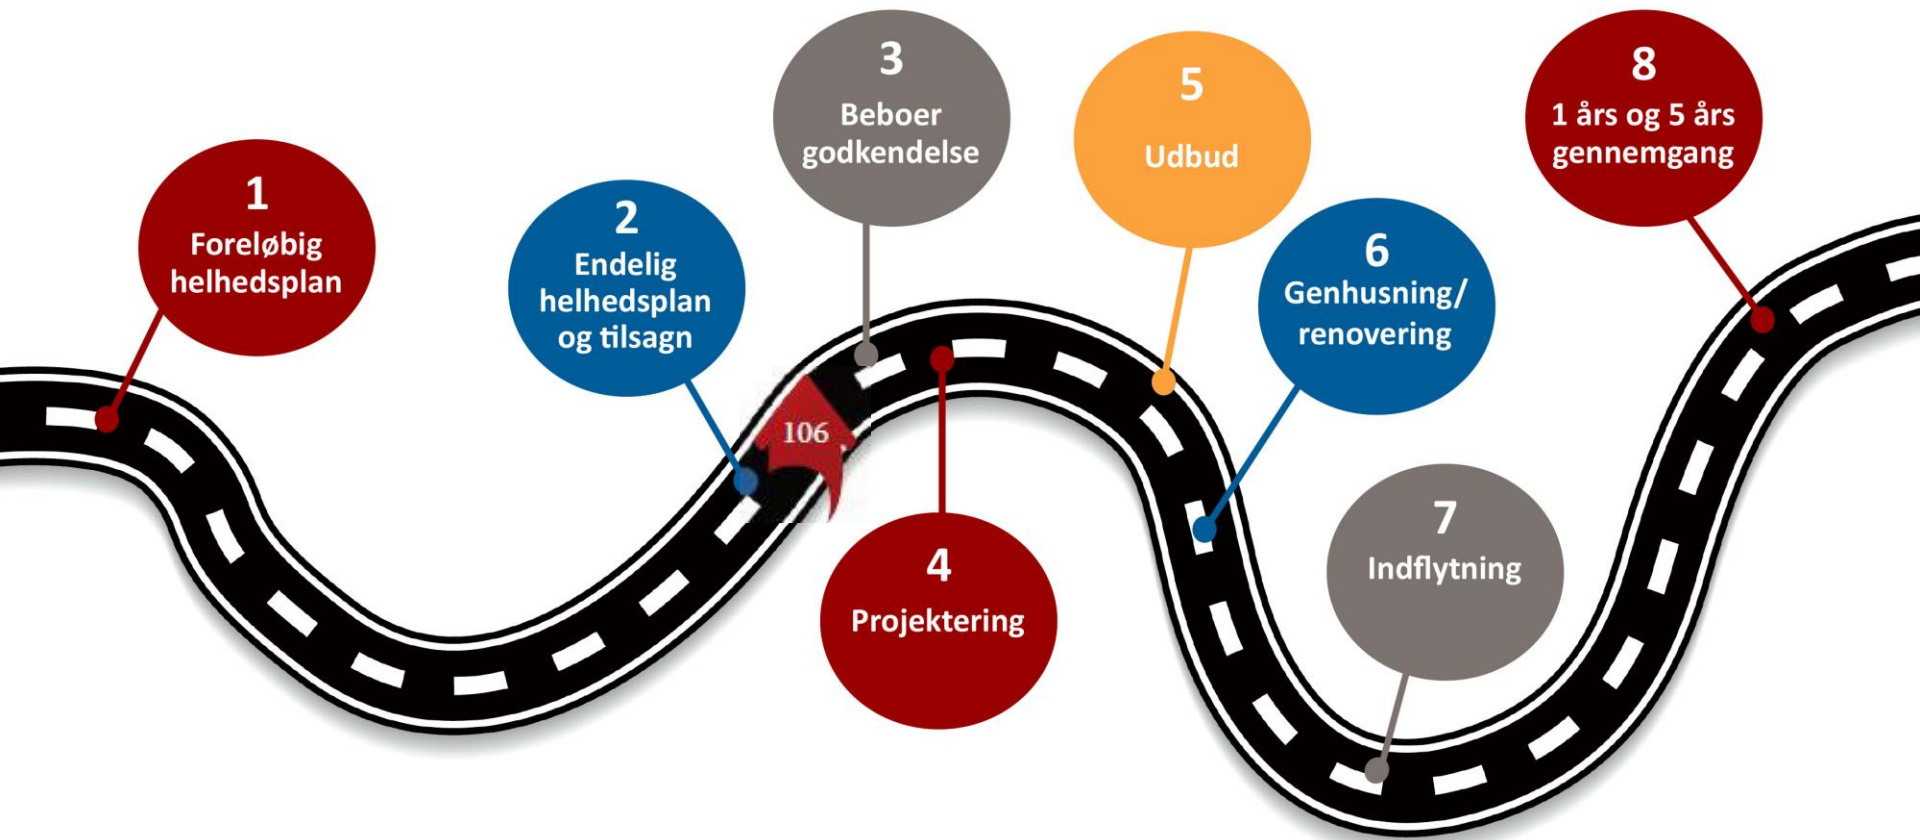 1
Foreløbig
helhedsplan
2
Endelig
helhedsplan
og tilsagn
3
Beboer
godkendelse
106
4
Projektering
5
Udbud
6
Genhusning/
renovering
7
Indflytning
8
1 års og 5 års
gennemgang